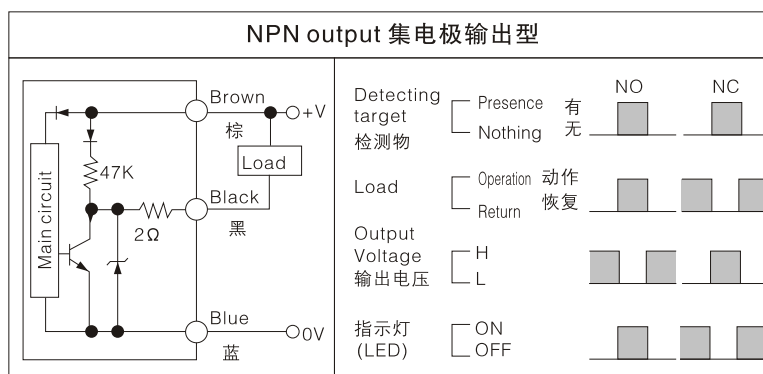 NPN output 集电极输出型
Brown
棕
+V
Load
47K
Main circuit
2Ω
Black
黑
Blue
蓝
0V
NO
NC
Detecting
target
检测物
Presence 有
Nothing 无
Load
Operation 动作
Return 恢复
Output
Voltage
输出电压
H
L
指示灯
(LED)
ON
OFF